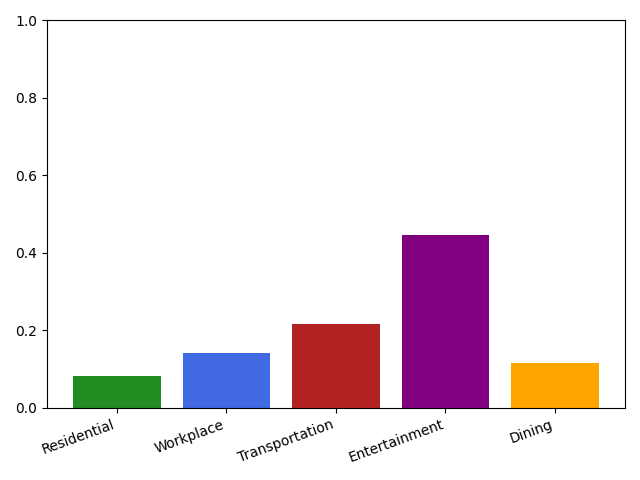 1.0
0.8
0.6
0.4
0.2
0.0
Residential
Workplace
Transportation
Entertainment
Dining